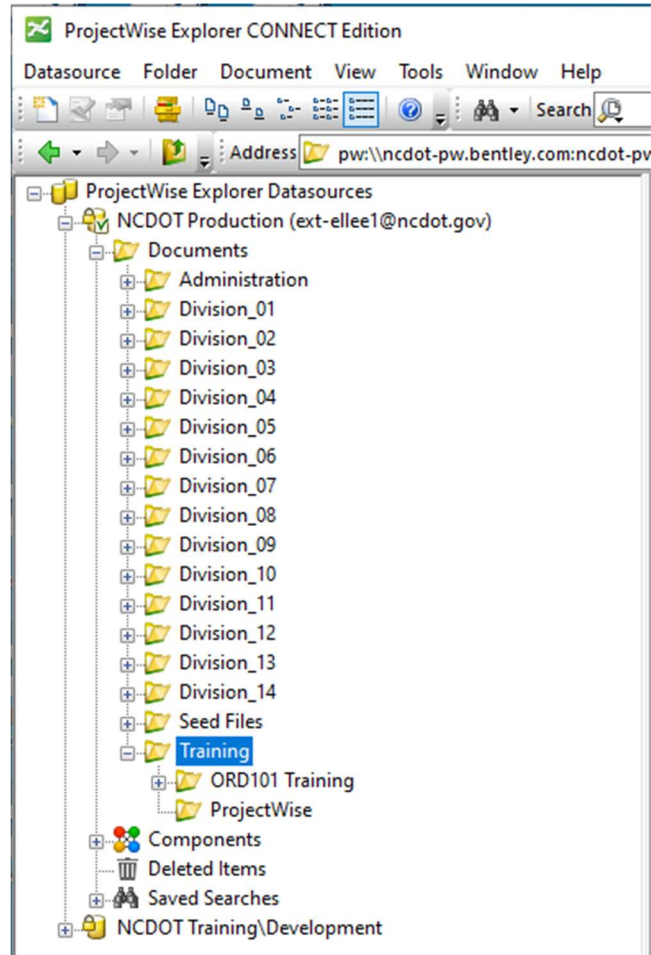 ProjectWise Explorer CONNECT Edition
Datasource Folder Document View Tools Window Help
Search
Address pw:\\ncdot-pw.bentley.com:ncdot-pw
ProjectWise Explorer Datasources
NCDOT Production (ext-ellee1@ncdot.gov)
Documents
Administration
Division_01
Division_02
Division_03
Division_04
Division_05
Division_06
Division_07
Division_08
Division_09
Division_10
Division_11
Division_12
Division_13
Division_14
Seed Files
Training
ORD101 Training
ProjectWise
Components
Deleted Items
Saved Searches
NCDOT Training\Development